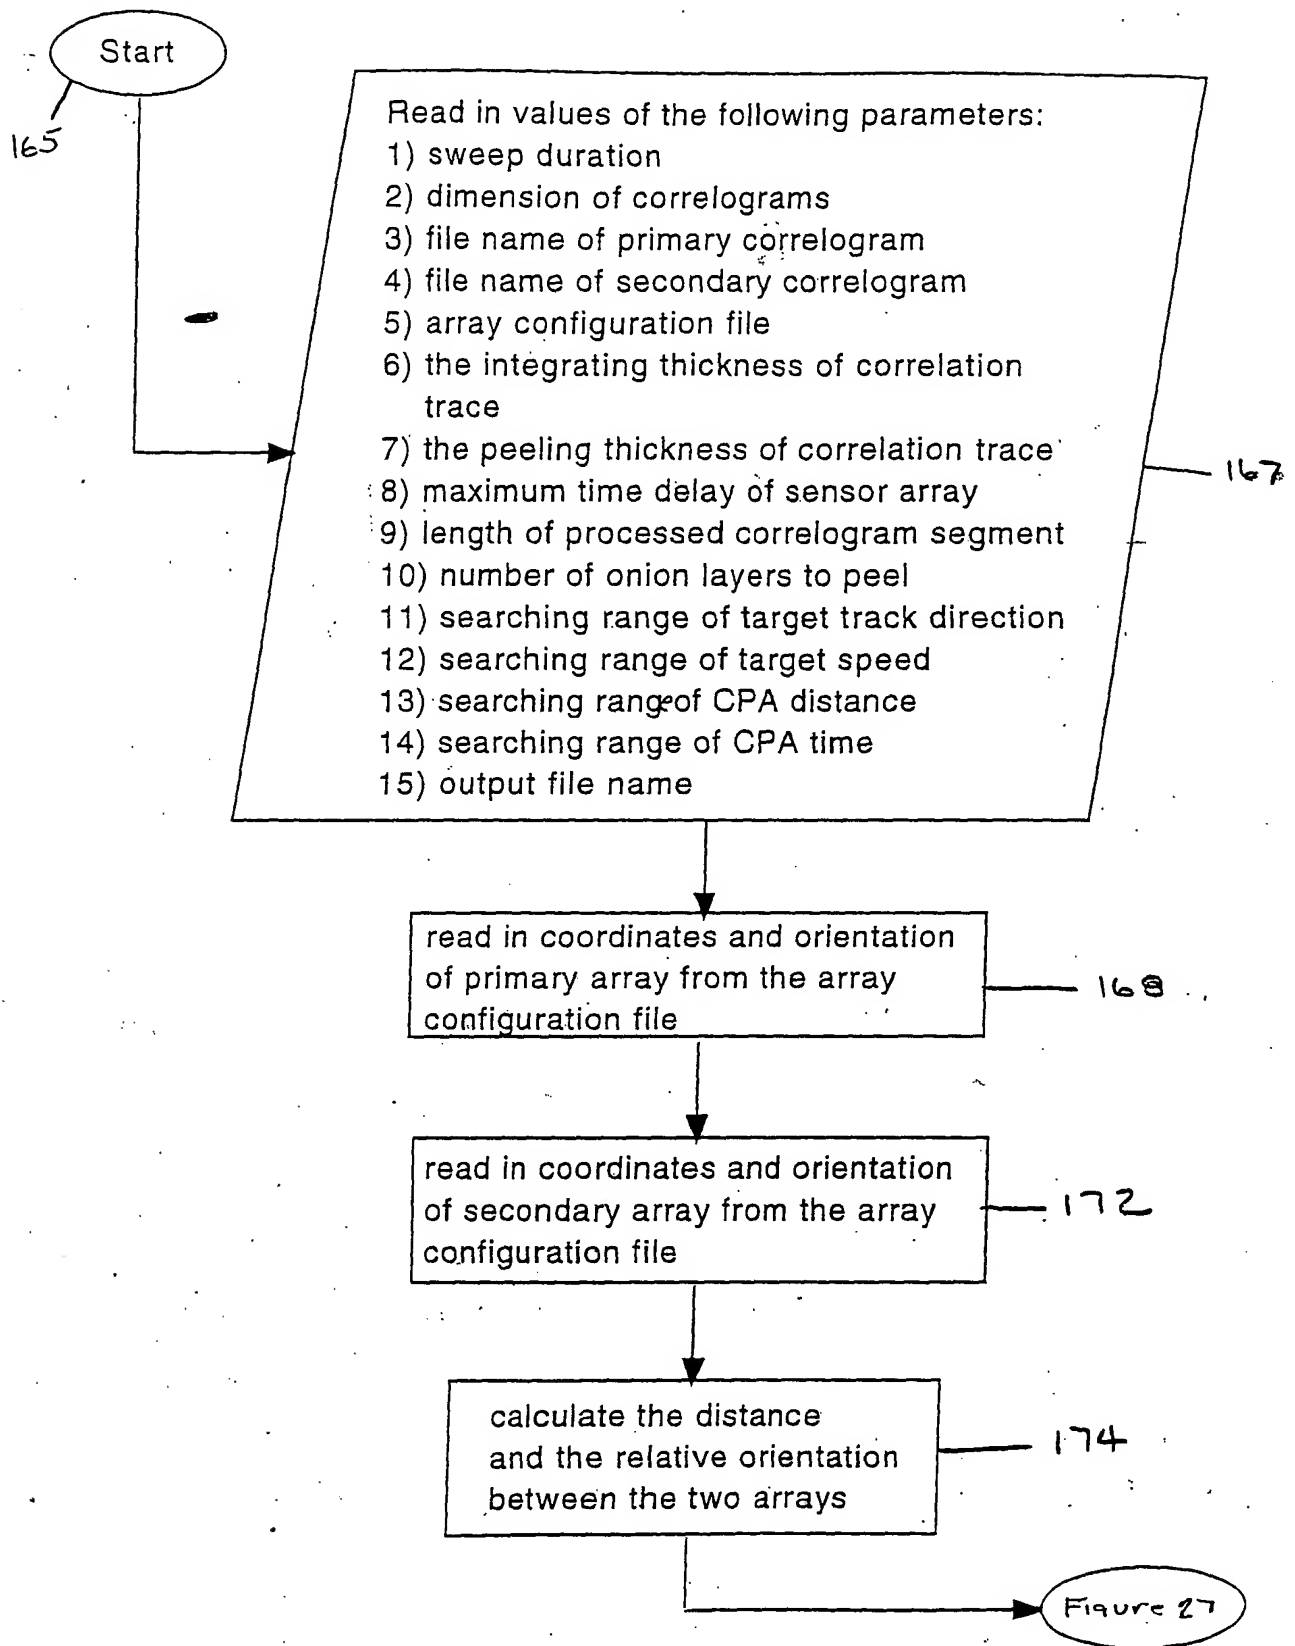 Start
165
Read in values of the following parameters:
1) sweep duration
2) dimension of correlograms
3) file name of primary correlogram
4) file name of secondary correlogram
5) array configuration file
6) the integrating thickness of correlation
trace
7) the peeling thickness of correlation trace
8) maximum time delay of sensor array
9) length of processed correlogram segment
10) number of onion layers to peel
11) searching range of target track direction
12) searching range of target speed
13) searching range of CPA distance
14) searching range of CPA time
15) output file name
167
read in coordinates and orientation
of primary array from the array
configuration file
168
read in coordinates and orientation
of secondary array from the array
configuration file
172
calculate the distance
and the relative orientation
between the two arrays
174
Figure 27